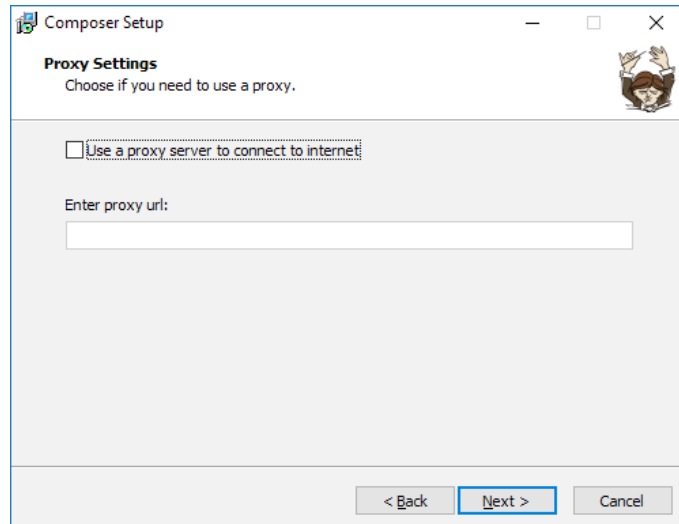 Composer Setup
Proxy Settings
Choose if you need to use a proxy.
Use a proxy server to connect to internet
Enter proxy url:
< Back Next > Cancel